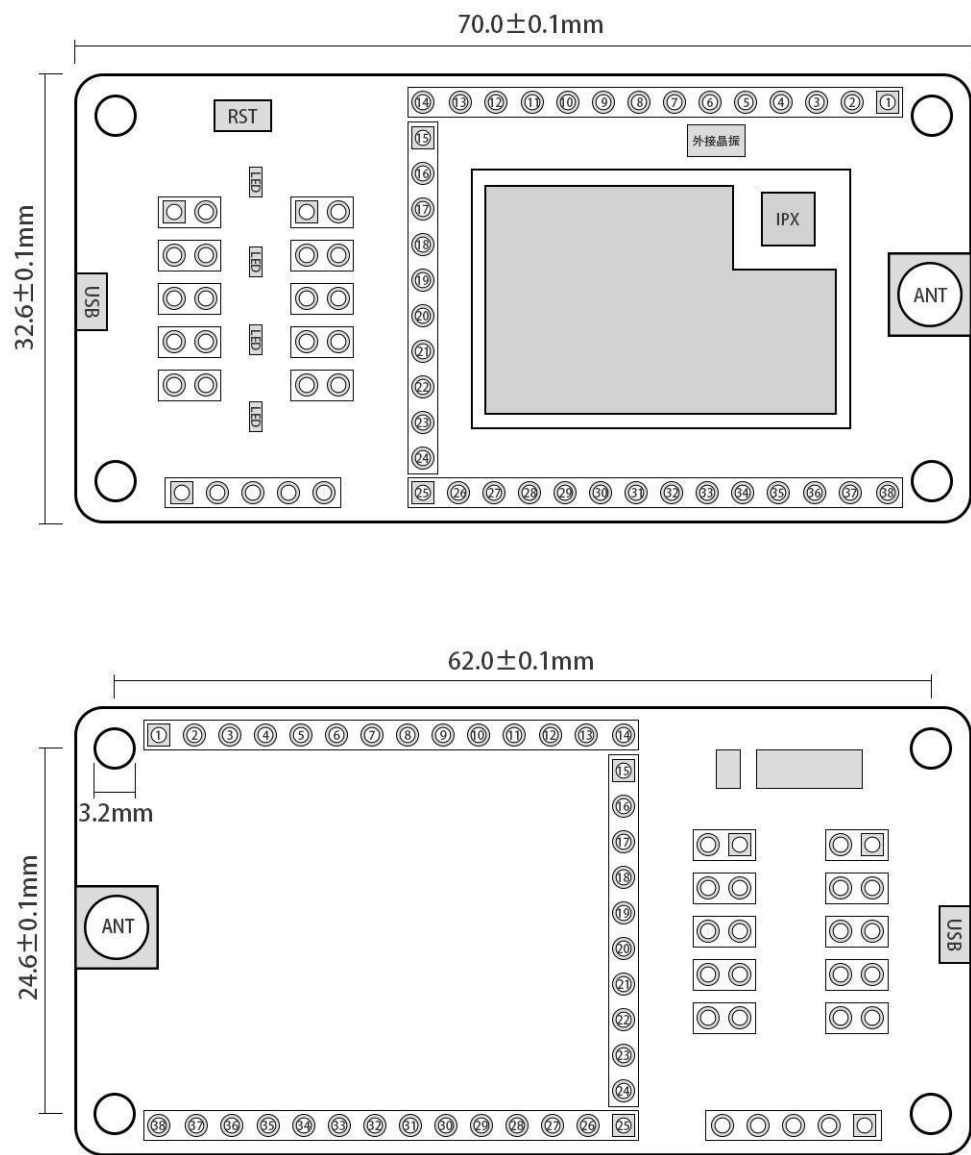 70.0±0.1mm
32.6±0.1mm
RST
⑭ ⑬ ⑫ ⑪ ⑩ ⑨ ⑧ ⑦ ⑥ ⑤ ④ ③ ② ①
外接晶振
⑮
⑯
⑰
⑱
⑲
⑳
㉑
㉒
㉓
㉔
LED
LED
LED
LED
IPX
USB
ANT
㉕ ㉖ ㉗ ㉘ ㉙ ㉚ ㉛ ㉜ ㉝ ㉞ ㉟ ㊱ ㊲ ㊳
62.0±0.1mm
① ② ③ ④ ⑤ ⑥ ⑦ ⑧ ⑨ ⑩ ⑪ ⑫ ⑬ ⑭
3.2mm
24.6±0.1mm
⑮
⑯
⑰
⑱
⑲
⑳
㉑
㉒
㉓
㉔
ANT
USB
㊳ ㊲ ㊱ ㉟ ㉞ ㉝ ㉜ ㉛ ㉚ ㉙ ㉘ ㉗ ㉖ ㉕